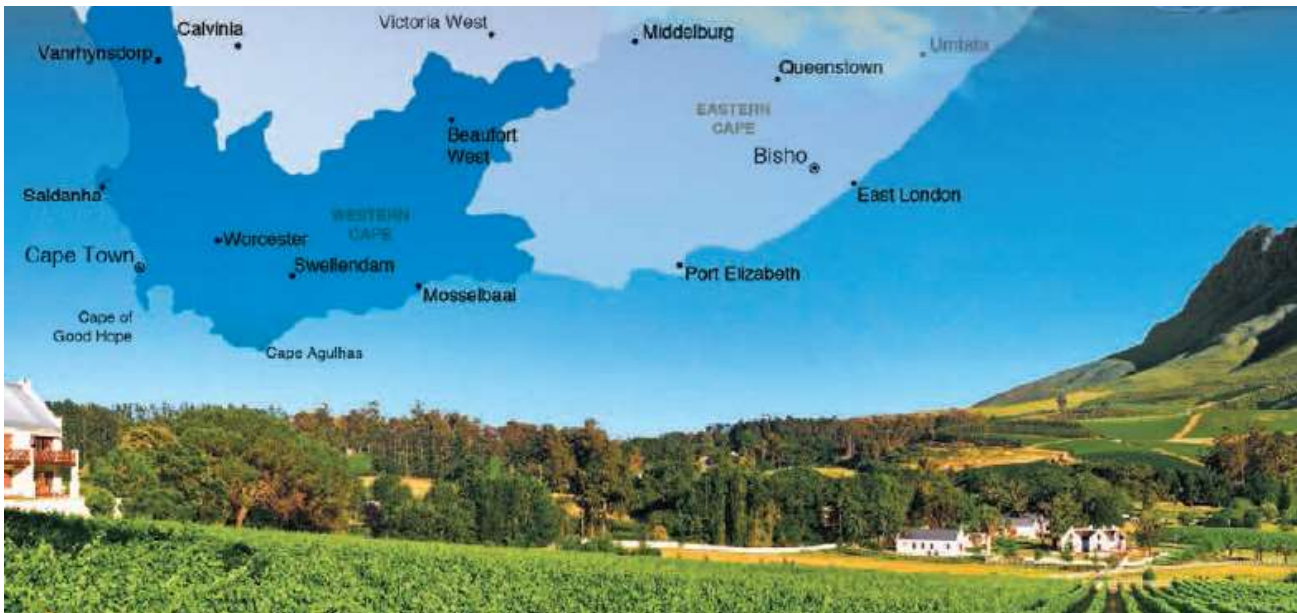 Calvinia
Victoria West
Middelburg
Umtata
Vanrhynsdorp
Queenstown
EASTERN
CAPE
Beaufort
West
Bisho
Saldanha
East London
WESTERN
CAPE
Worcester
Cape Town
Swellendam
Port Elizabeth
Mosselbaai
Cape of
Good Hope
Cape Agulhas